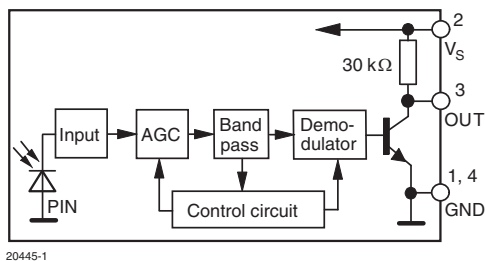 2
V_S
30 kΩ
3
OUT
Input
AGC
Band
pass
Demo-
dulator
1, 4
GND
PIN
Control circuit
20445-1